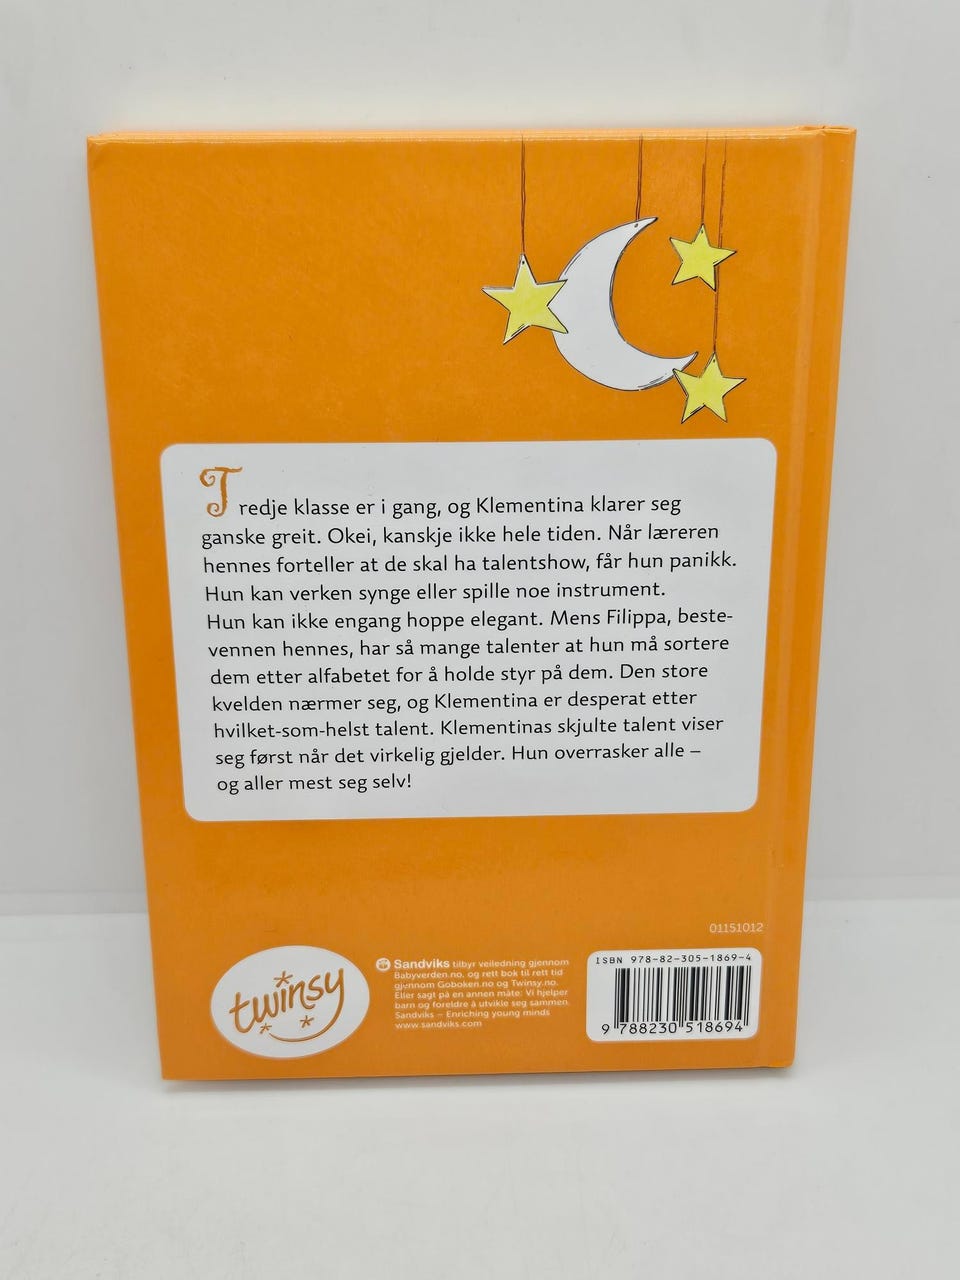 Tredje klasse er i gang, og Klementina klarer seg
ganske greit. Okei, kanskje ikke hele tiden. Når læreren
hennes forteller at de skal ha talentshow, får hun panikk.
Hun kan verken synge eller spille noe instrument.
Hun kan ikke engang hoppe elegant. Mens Filippa, beste-
vennen hennes, har så mange talenter at hun må sortere
dem etter alfabetet for å holde styr på dem. Den store
kvelden nærmer seg, og Klementina er desperat etter
hvilket-som-helst talent. Klementinas skjulte talent viser
seg først når det virkelig gjelder. Hun overrasker alle –
og aller mest seg selv!
01151012
twinsy
Sandviks tilbyr veiledning gjennom
Babyverden.no, og rett bok til rett tid
gjennom Goboken.no og Twinsy.no.
Eller sagt på en annen måte: Vi hjelper
barn og foreldre å utvikle seg sammen.
Sandviks – Enriching young minds
www.sandviks.com
ISBN 978-82-305-1869-4
9 788230 518694